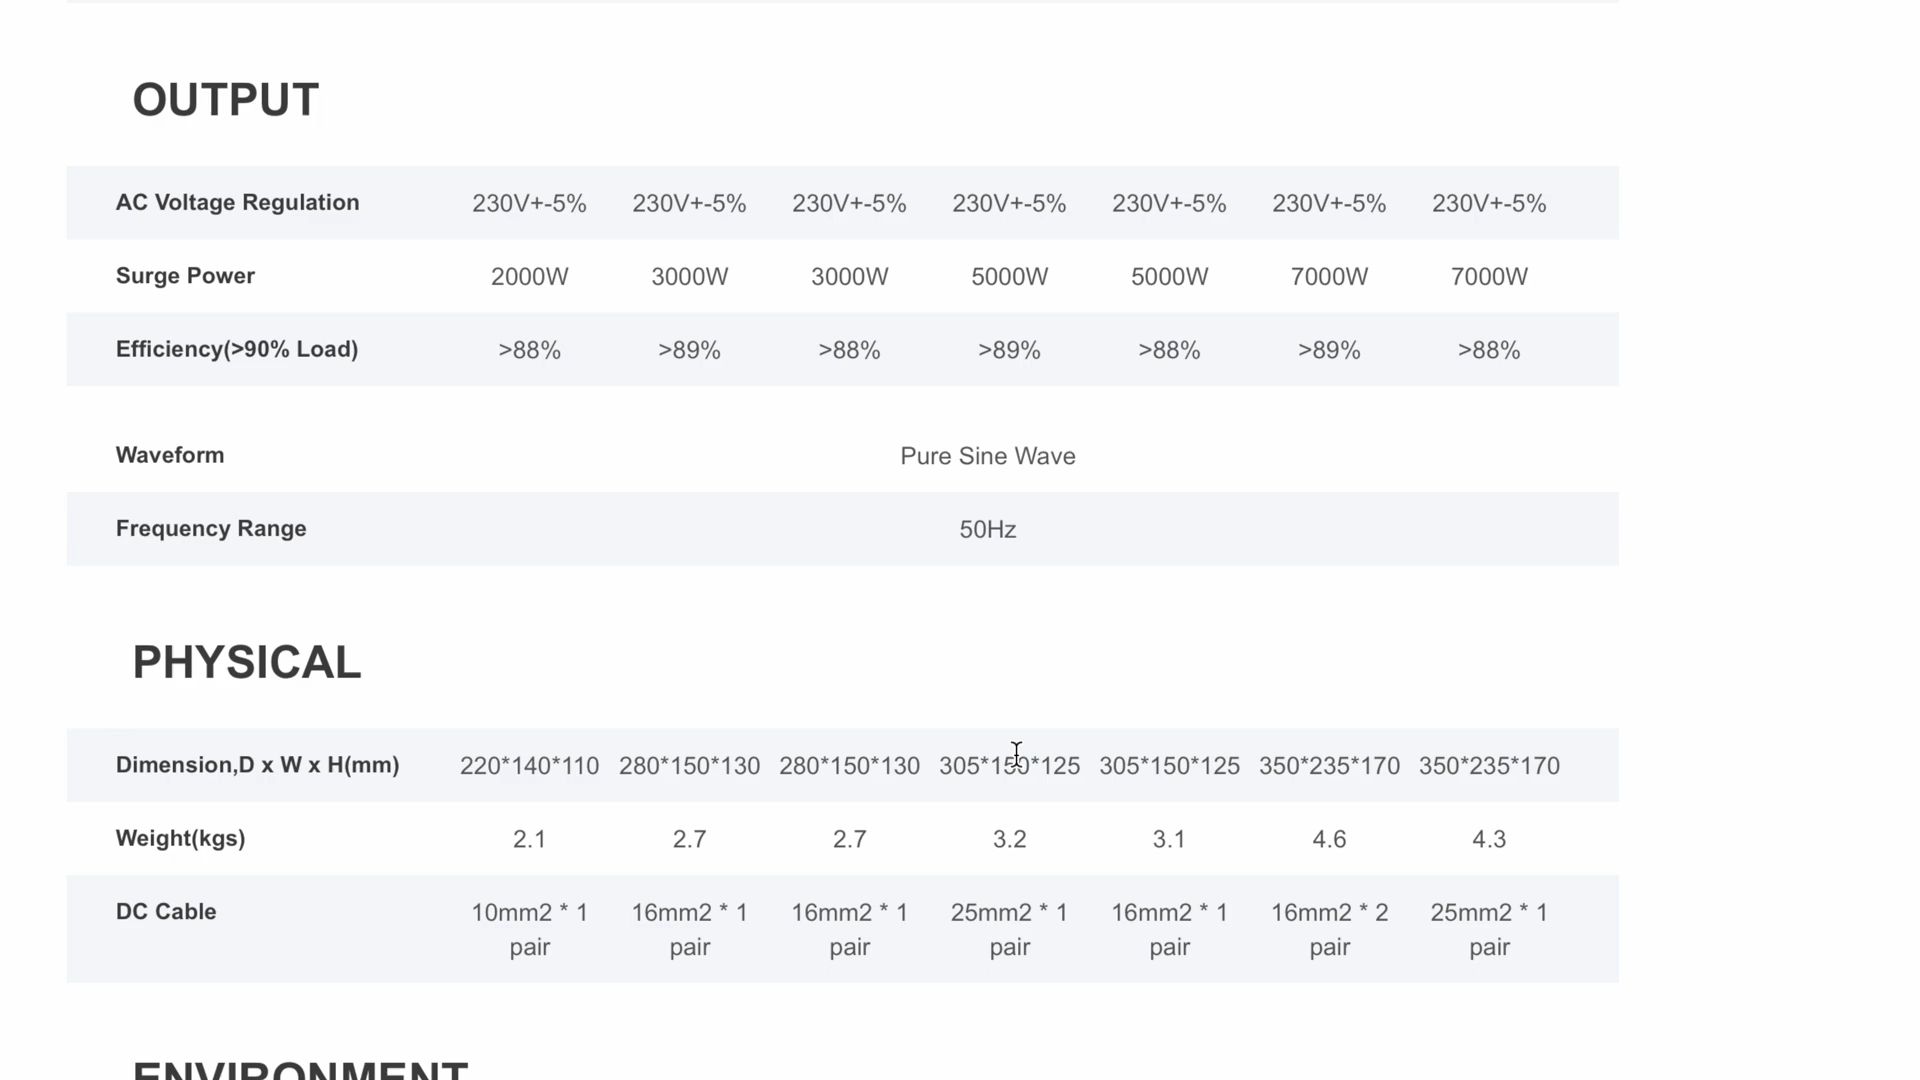 OUTPUT
AC Voltage Regulation 230V+-5% 230V+-5% 230V+-5% 230V+-5% 230V+-5% 230V+-5% 230V+-5%
Surge Power 2000W 3000W 3000W 5000W 5000W 7000W 7000W
Efficiency(>90% Load) >88% >89% >88% >89% >88% >89% >88%
Waveform Pure Sine Wave
Frequency Range 50Hz
PHYSICAL
Dimension,D x W x H(mm) 220*140*110 280*150*130 280*150*130 305*150*125 305*150*125 350*235*170 350*235*170
Weight(kgs) 2.1 2.7 2.7 3.2 3.1 4.6 4.3
DC Cable 10mm2 * 1 16mm2 * 1 16mm2 * 1 25mm2 * 1 16mm2 * 1 16mm2 * 2 25mm2 * 1
pair pair pair pair pair pair pair
ENVIRONMENT